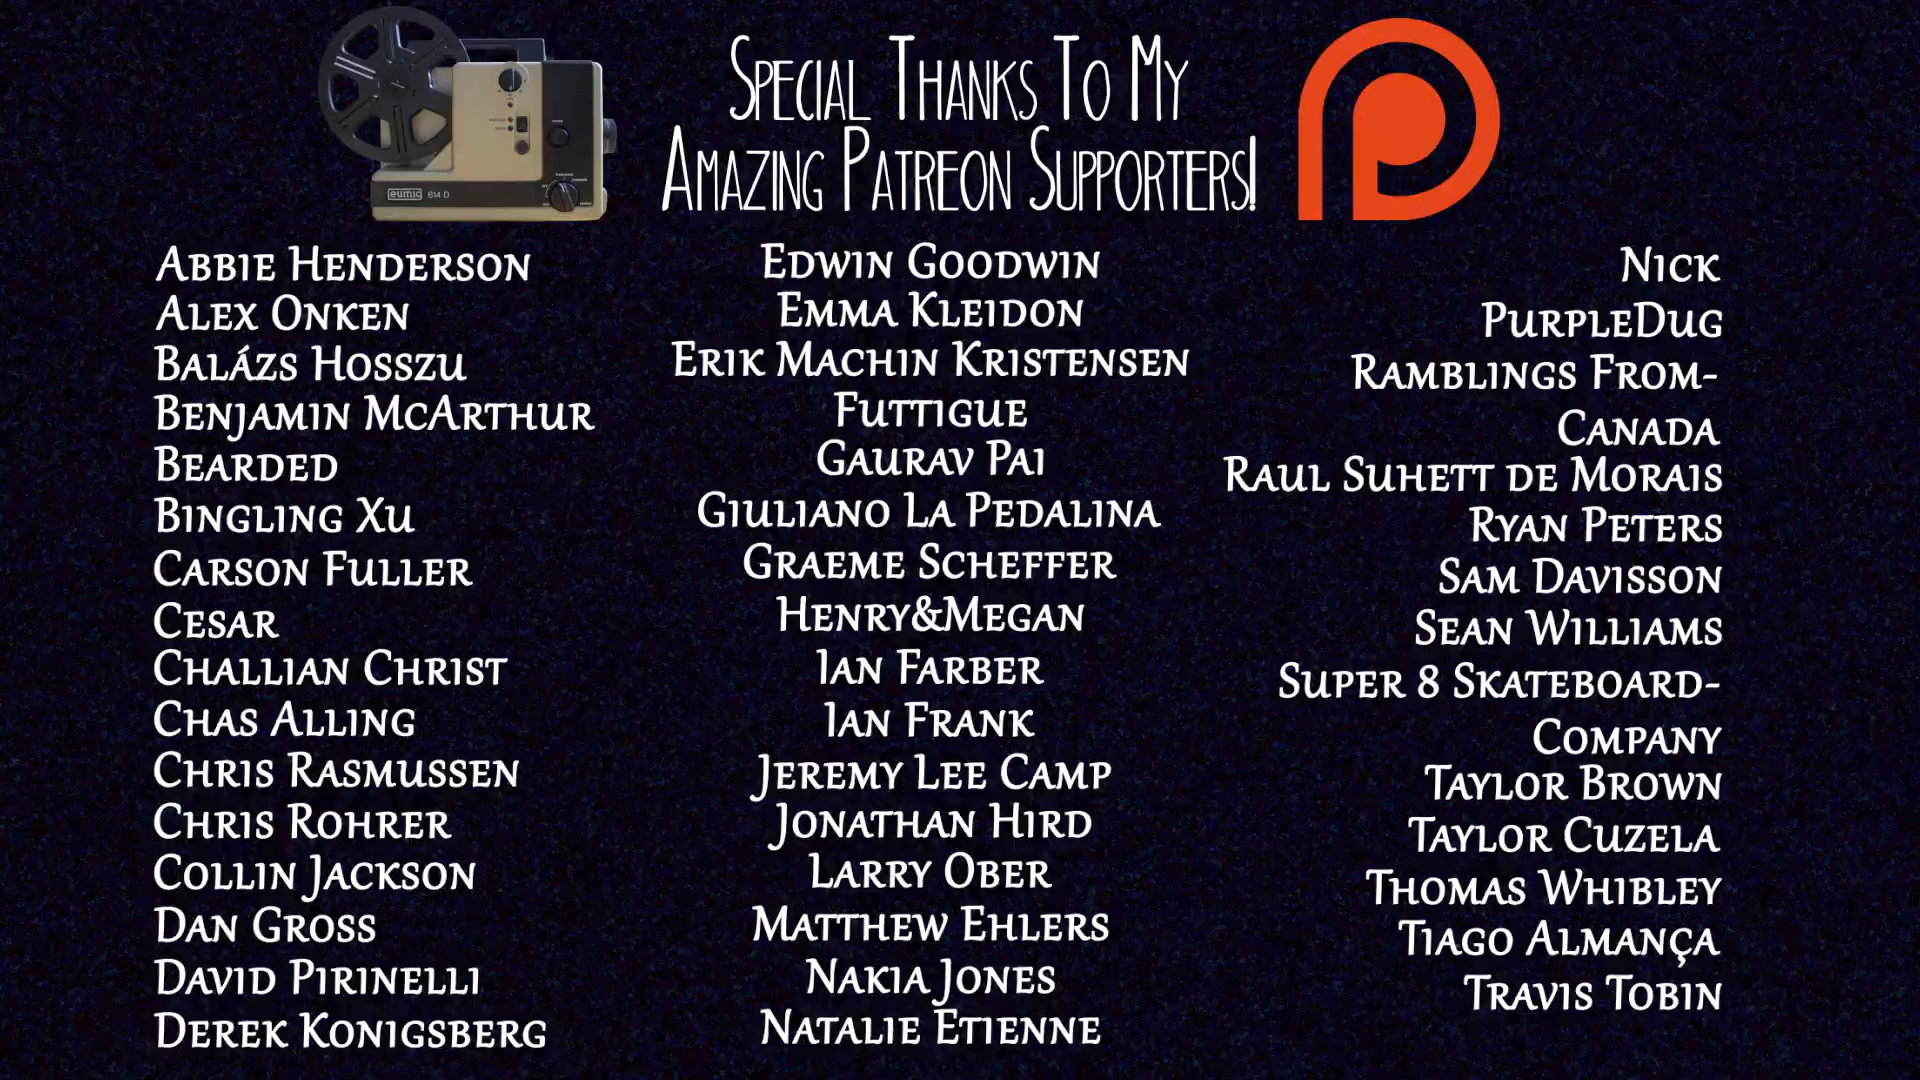 Special Thanks To My
Amazing Patreon Supporters!
eumig 614 D
Abbie Henderson
Alex Onken
Balázs Hosszu
Benjamin McArthur
Bearded
Bingling Xu
Carson Fuller
Cesar
Challian Christ
Chas Alling
Chris Rasmussen
Chris Rohrer
Collin Jackson
Dan Gross
David Pirinelli
Derek Konigsberg
Edwin Goodwin
Emma Kleidon
Erik Machin Kristensen
Futtigue
Gaurav Pai
Giuliano La Pedalina
Graeme Scheffer
Henry&Megan
Ian Farber
Ian Frank
Jeremy Lee Camp
Jonathan Hird
Larry Ober
Matthew Ehlers
Nakia Jones
Natalie Etienne
Nick
PurpleDug
Ramblings From-
Canada
Raul Suhett de Morais
Ryan Peters
Sam Davisson
Sean Williams
Super 8 Skateboard-
Company
Taylor Brown
Taylor Cuzela
Thomas Whibley
Tiago Almança
Travis Tobin